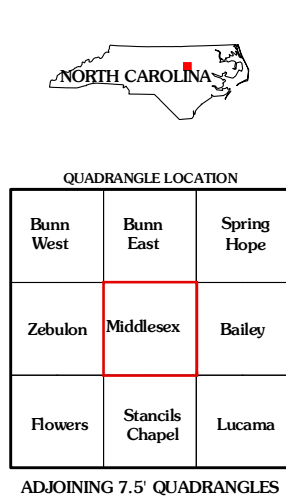 NORTH CAROLINA
QUADRANGLE LOCATION
Bunn
West
Bunn
East
Spring
Hope
Zebulon
Middlesex
Bailey
Flowers
Stancils
Chapel
Lucama
ADJOINING 7.5' QUADRANGLES